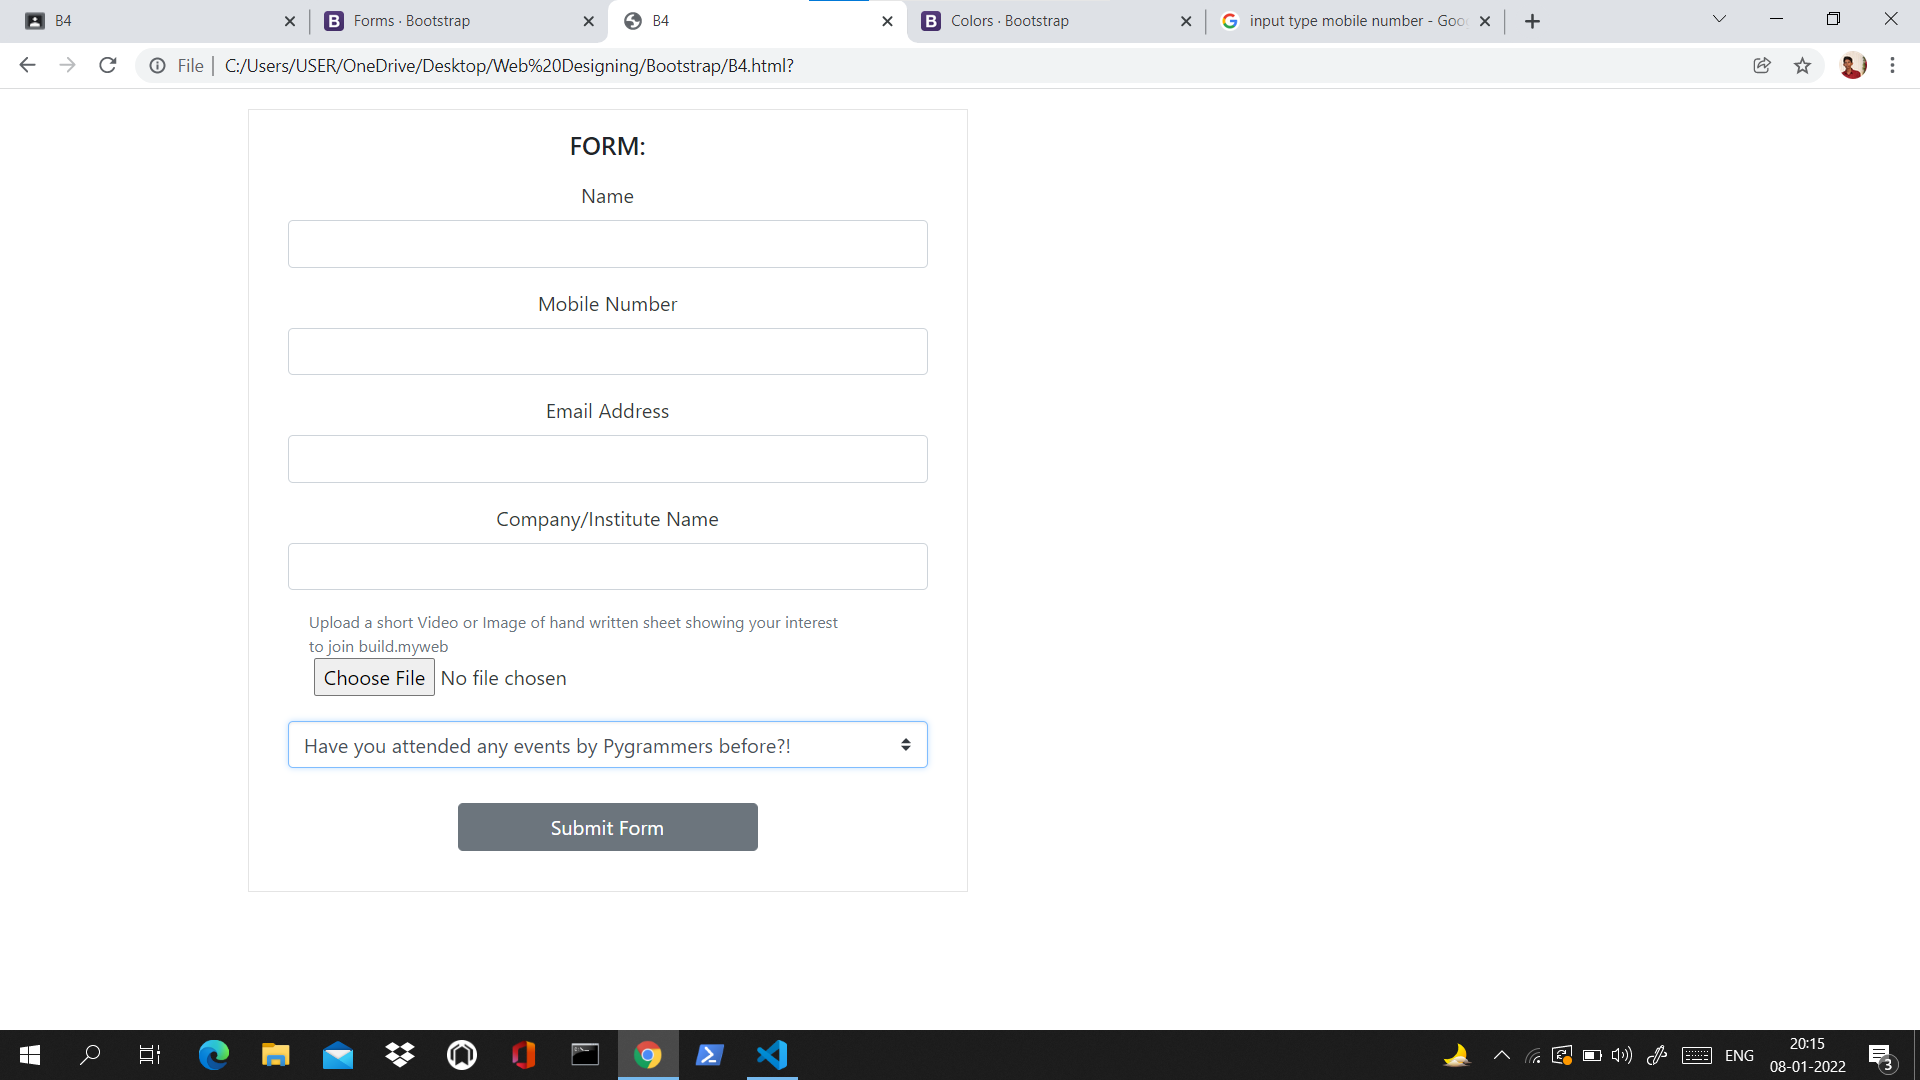 B4
Forms · Bootstrap
B4
Colors · Bootstrap
input type mobile number - Goo
File
C:/Users/USER/OneDrive/Desktop/Web%20Designing/Bootstrap/B4.html?
FORM:
Name
Mobile Number
Email Address
Company/Institute Name
Upload a short Video or Image of hand written sheet showing your interest
to join build.myweb
Choose File No file chosen
Have you attended any events by Pygrammers before?!
Submit Form
ENG
20:15
08-01-2022
3